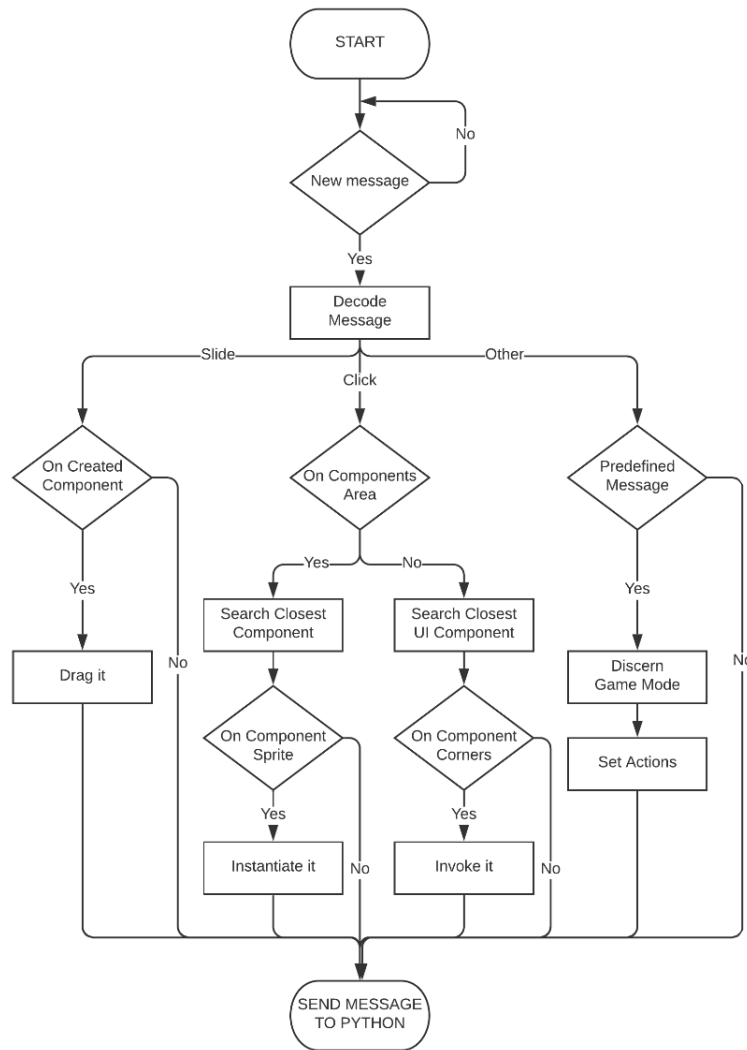 START
No
New message
Yes
Decode
Message
Slide
Other
Click
On Created
Component
On Components
Area
Predefined
Message
Yes
No
Yes
Yes
Search Closest
Component
Search Closest
UI Component
No
Drag it
Discern
Game Mode
No
On Component
Sprite
On Component
Corners
Set Actions
Yes
Yes
Instantiate it
No
Invoke it
No
SEND MESSAGE
TO PYTHON